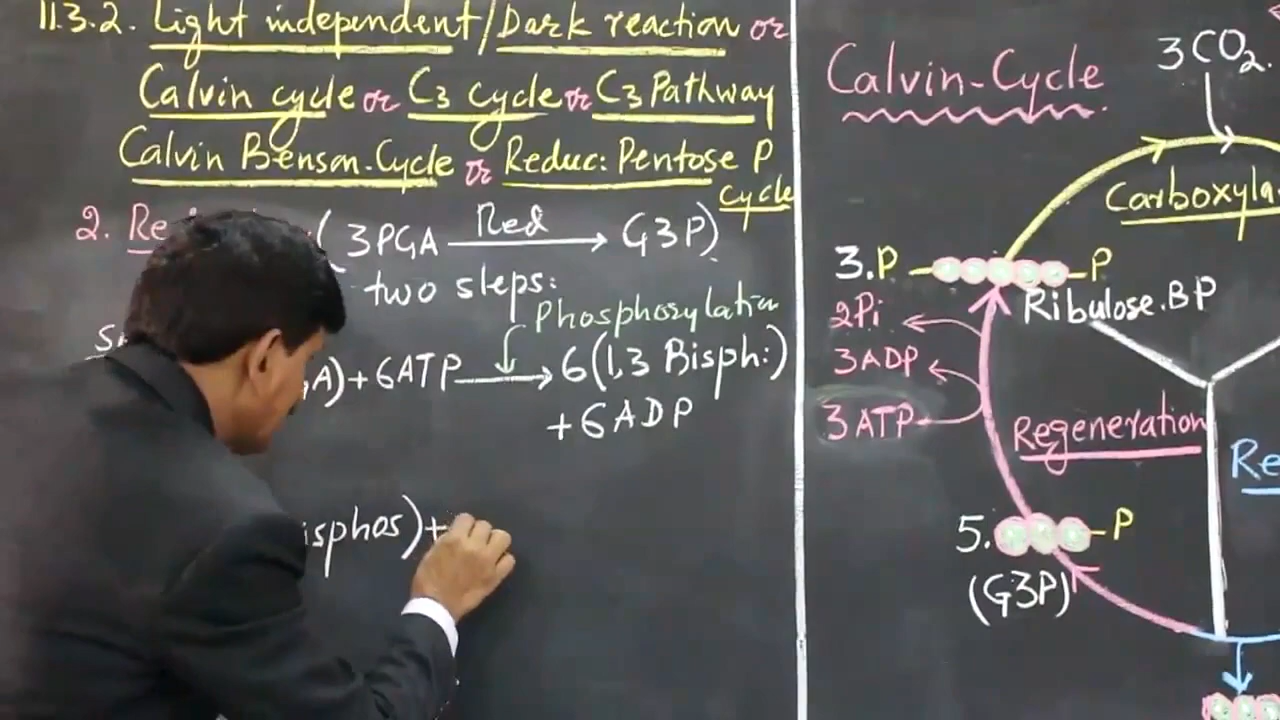 11.3.2. Light independent/Dark reaction or
Calvin cycle or C3 cycle or C3 Pathway
Calvin Benson-Cycle or Reduc: Pentose P
cycle
2. Re (3PGA Red G3P)
two steps:
Phosphorylation
A) + 6ATP 6(1,3 Bisph:)
+6ADP
isphos) +
Calvin-Cycle
3CO2.
Carboxyla
3. P P
Ribulose.BP
2Pi
3ADP
3ATP
Regeneration
Re
5. P
(G3P)